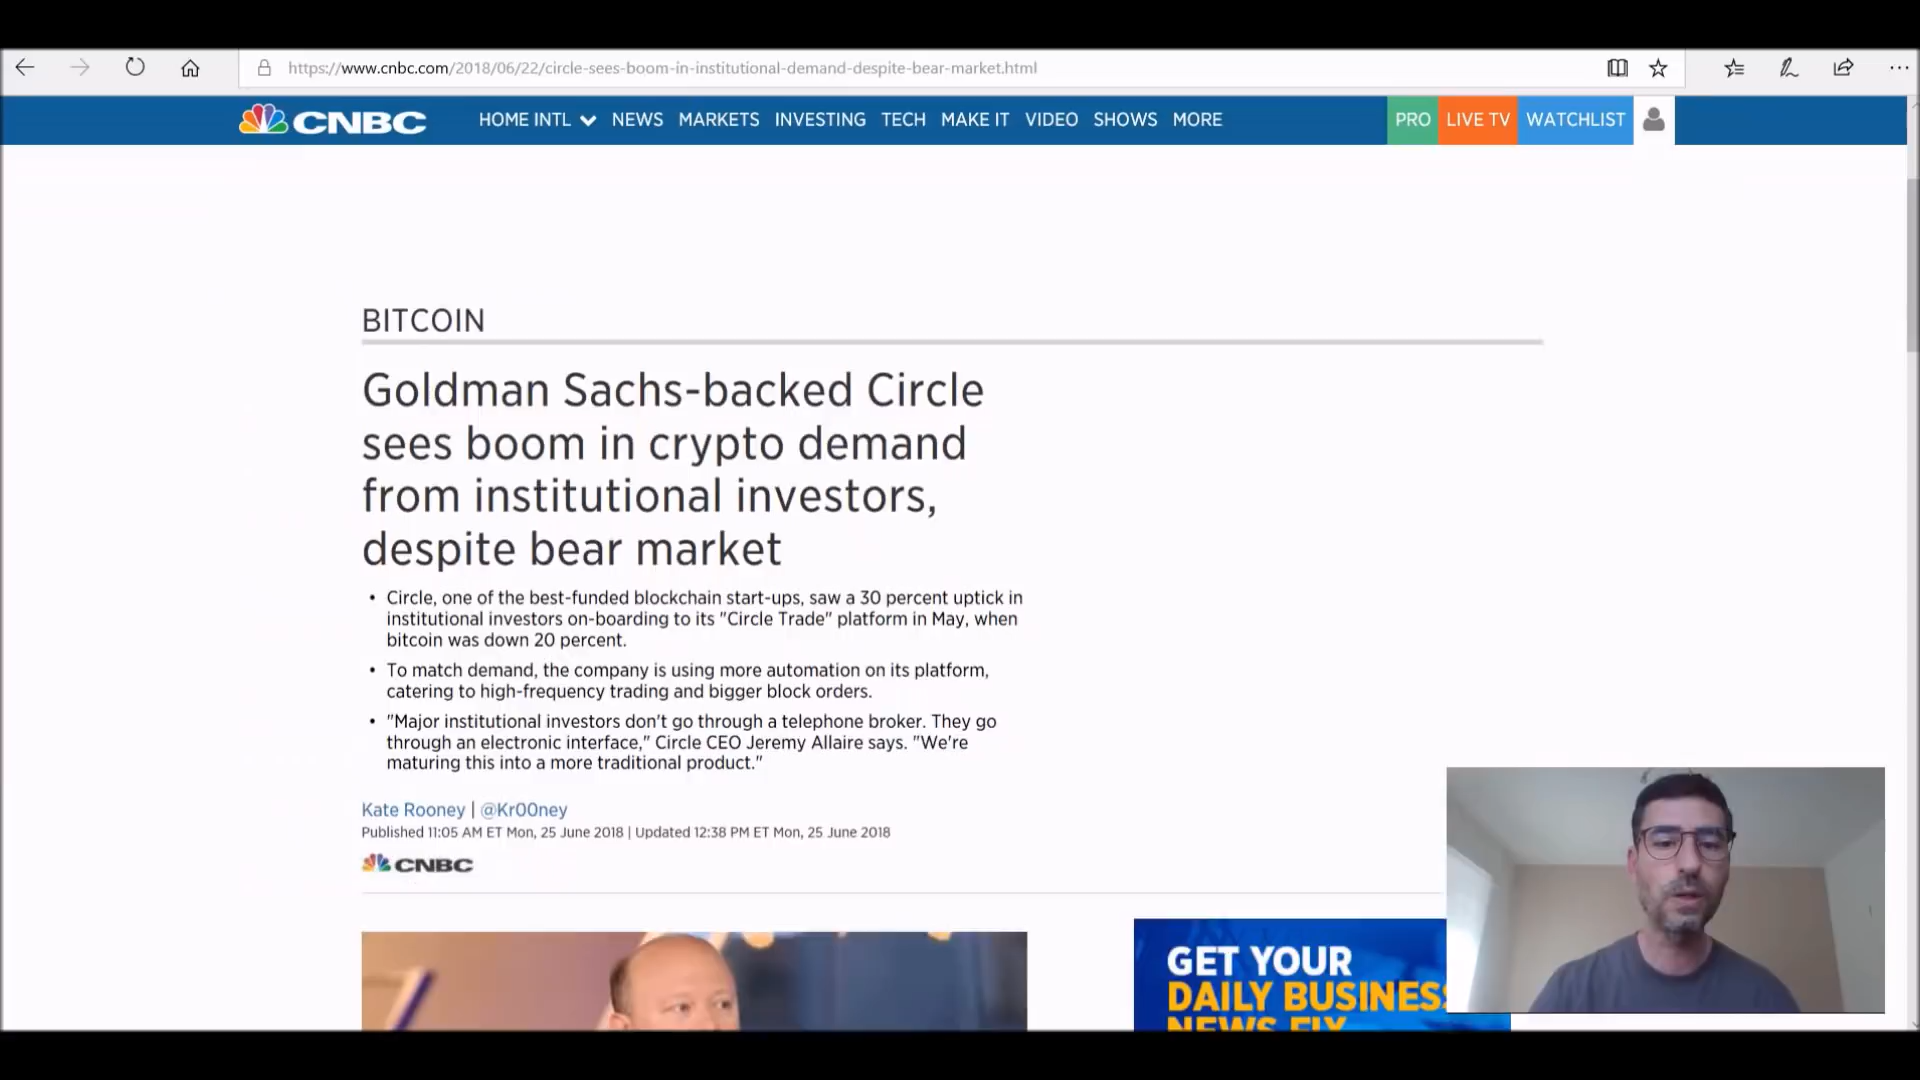 https://www.cnbc.com/2018/06/22/circle-sees-boom-in-institutional-demand-despite-bear-market.html
CNBC
HOME INTL NEWS MARKETS INVESTING TECH MAKE IT VIDEO SHOWS MORE
PRO LIVE TV WATCHLIST
BITCOIN
Goldman Sachs-backed Circle
sees boom in crypto demand
from institutional investors,
despite bear market
• Circle, one of the best-funded blockchain start-ups, saw a 30 percent uptick in
institutional investors on-boarding to its "Circle Trade" platform in May, when
bitcoin was down 20 percent.
• To match demand, the company is using more automation on its platform,
catering to high-frequency trading and bigger block orders.
• "Major institutional investors don't go through a telephone broker. They go
through an electronic interface," Circle CEO Jeremy Allaire says. "We're
maturing this into a more traditional product."
Kate Rooney | @Kr00ney
Published 11:05 AM ET Mon, 25 June 2018 | Updated 12:38 PM ET Mon, 25 June 2018
CNBC
GET YOUR
DAILY BUSINESS
NEWS FIX